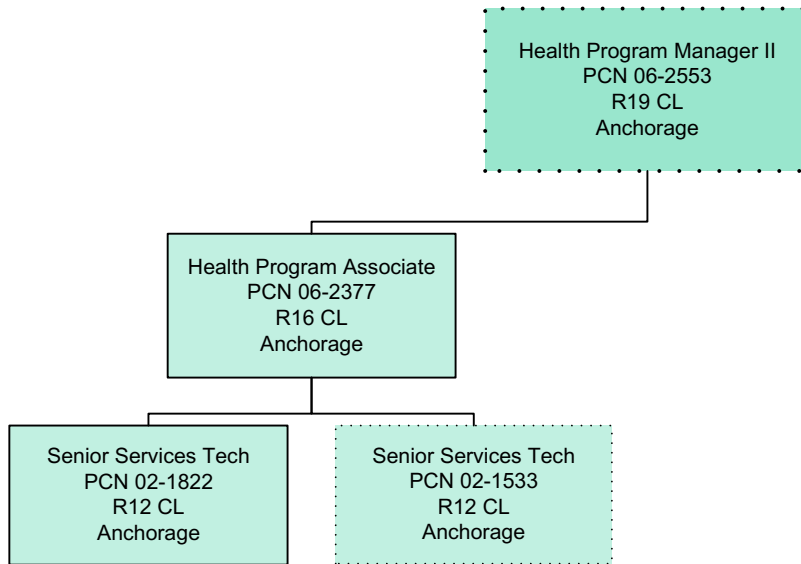 Health Program Manager II
PCN 06-2553
R19 CL
Anchorage
Health Program Associate
PCN 06-2377
R16 CL
Anchorage
Senior Services Tech
PCN 02-1822
R12 CL
Anchorage
Senior Services Tech
PCN 02-1533
R12 CL
Anchorage